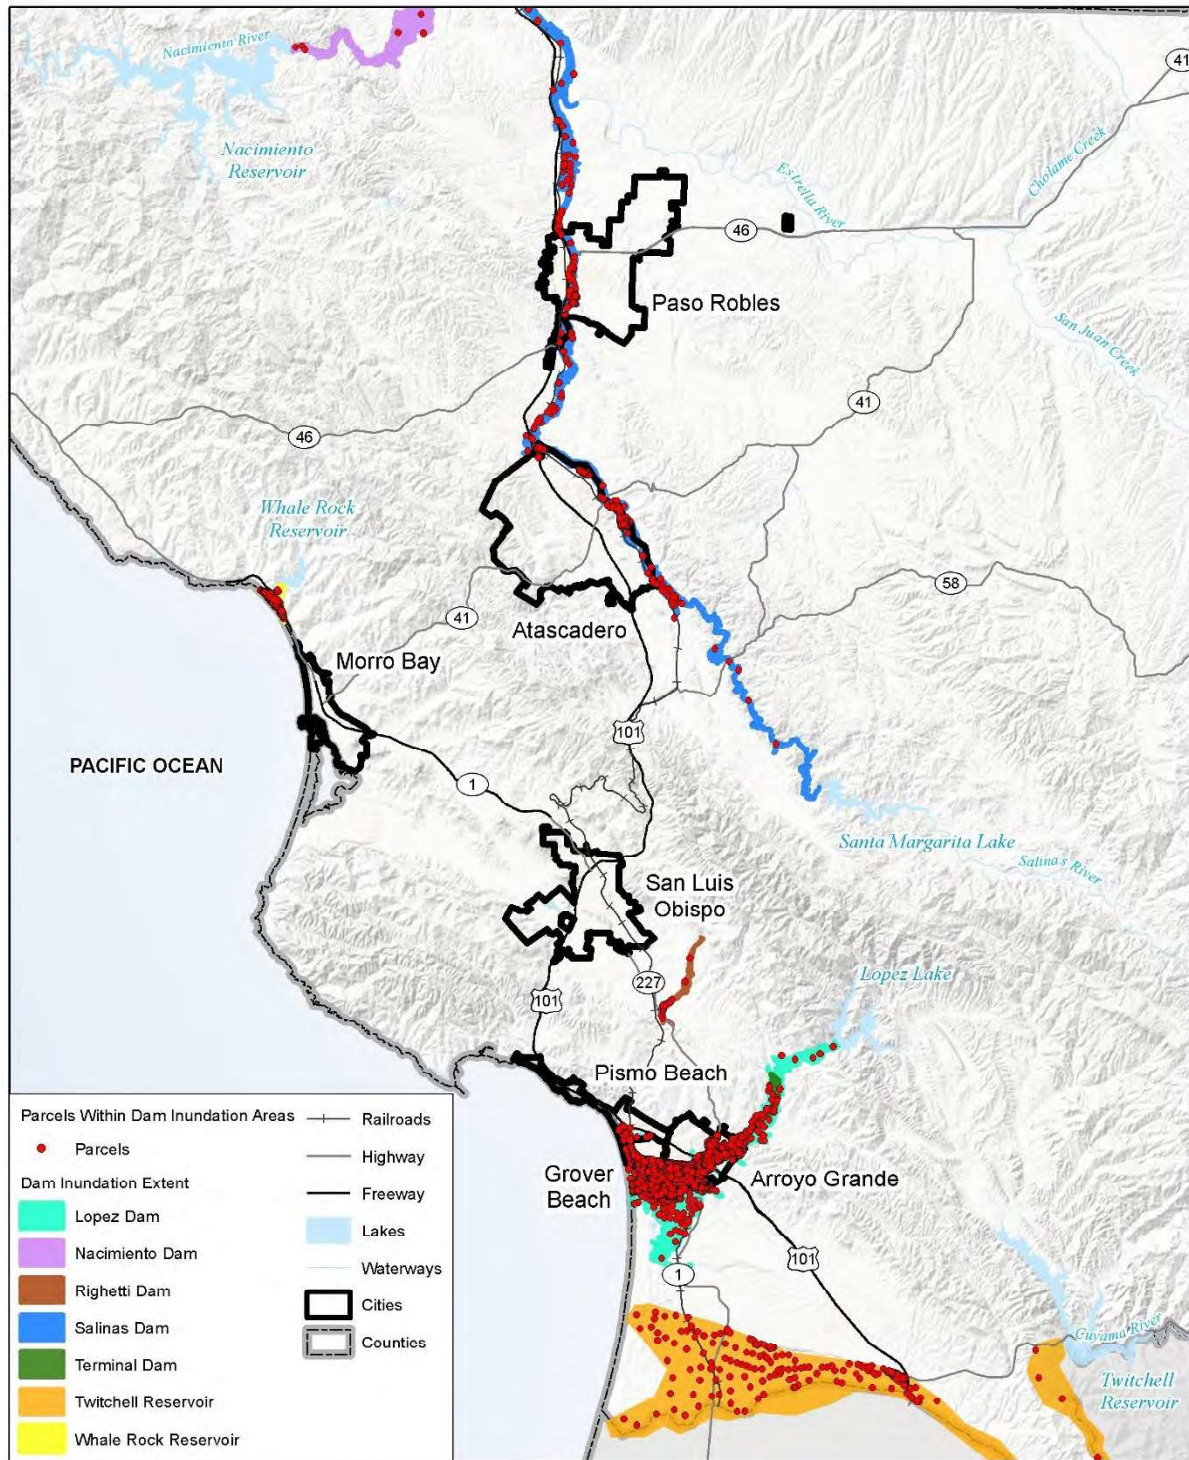 Nacimiento River
Nacimiento
Reservoir
41
Cholame Creek
Estrella River
46
Paso Robles
San Juan Creek
41
46
Whale Rock
Reservoir
58
41
Atascadero
Morro Bay
101
PACIFIC OCEAN
1
Santa Margarita Lake
Salinas River
San Luis
Obispo
Lopez Lake
227
101
Pismo Beach
Grover
Beach
Arroyo Grande
101
1
Cuyama River
Twitchell
Reservoir
Parcels Within Dam Inundation Areas
Parcels
Dam Inundation Extent
Lopez Dam
Nacimiento Dam
Righetti Dam
Salinas Dam
Terminal Dam
Twitchell Reservoir
Whale Rock Reservoir
Railroads
Highway
Freeway
Lakes
Waterways
Cities
Counties